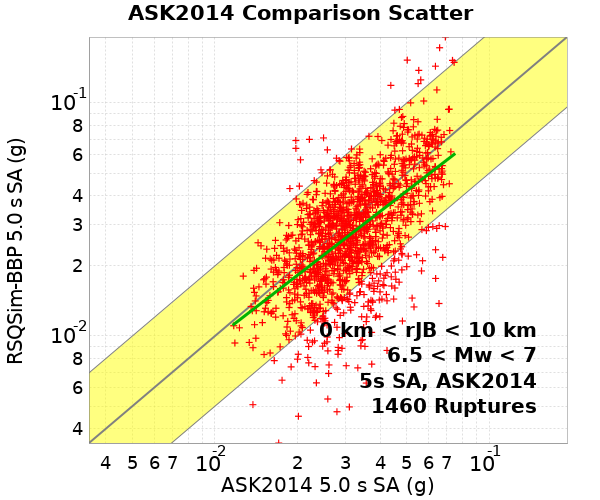 ASK2014 Comparison Scatter
RSQSim-BBP 5.0 s SA (g)
10^-1
8
6
4
3
2
10^-2
8
6
4
0 km < rJB < 10 km
6.5 < Mw < 7
5s SA, ASK2014
1460 Ruptures
4 5 6 7 10^-2 2 3 4 5 6 7 10^-1
ASK2014 5.0 s SA (g)